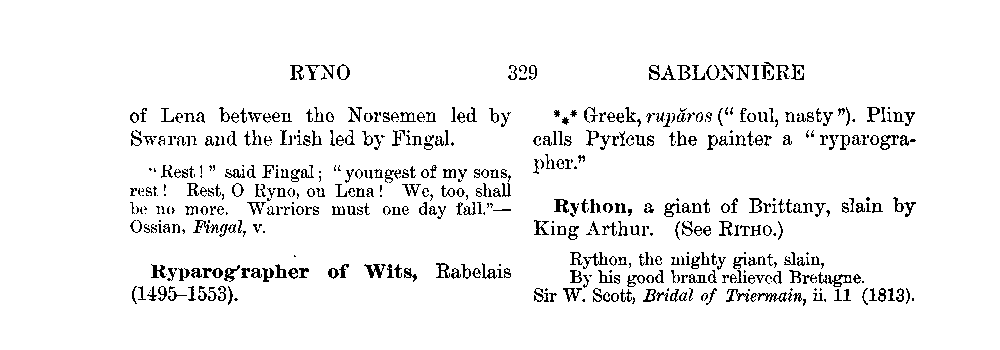 RYNO 329 SABLONNIÈRE
of Lena between the Norsemen led by
Swaran and the Irish led by Fingal.
"Rest!" said Fingal; "youngest of my sons,
rest! Rest, O Ryno, on Lena! We, too, shall
be no more. Warriors must one day fall."—
Ossian, Fingal, v.
Ryparog'rapher of Wits, Rabelais
(1495–1553).
*⁎* Greek, rupăros ("foul, nasty"). Pliny
calls Pyrĭcus the painter a "ryparogra-
pher."
Rython, a giant of Brittany, slain by
King Arthur. (See RITHO.)
Rython, the mighty giant, slain,
By his good brand relieved Bretagne.
Sir W. Scott, Bridal of Triermain, ii. 11 (1813).